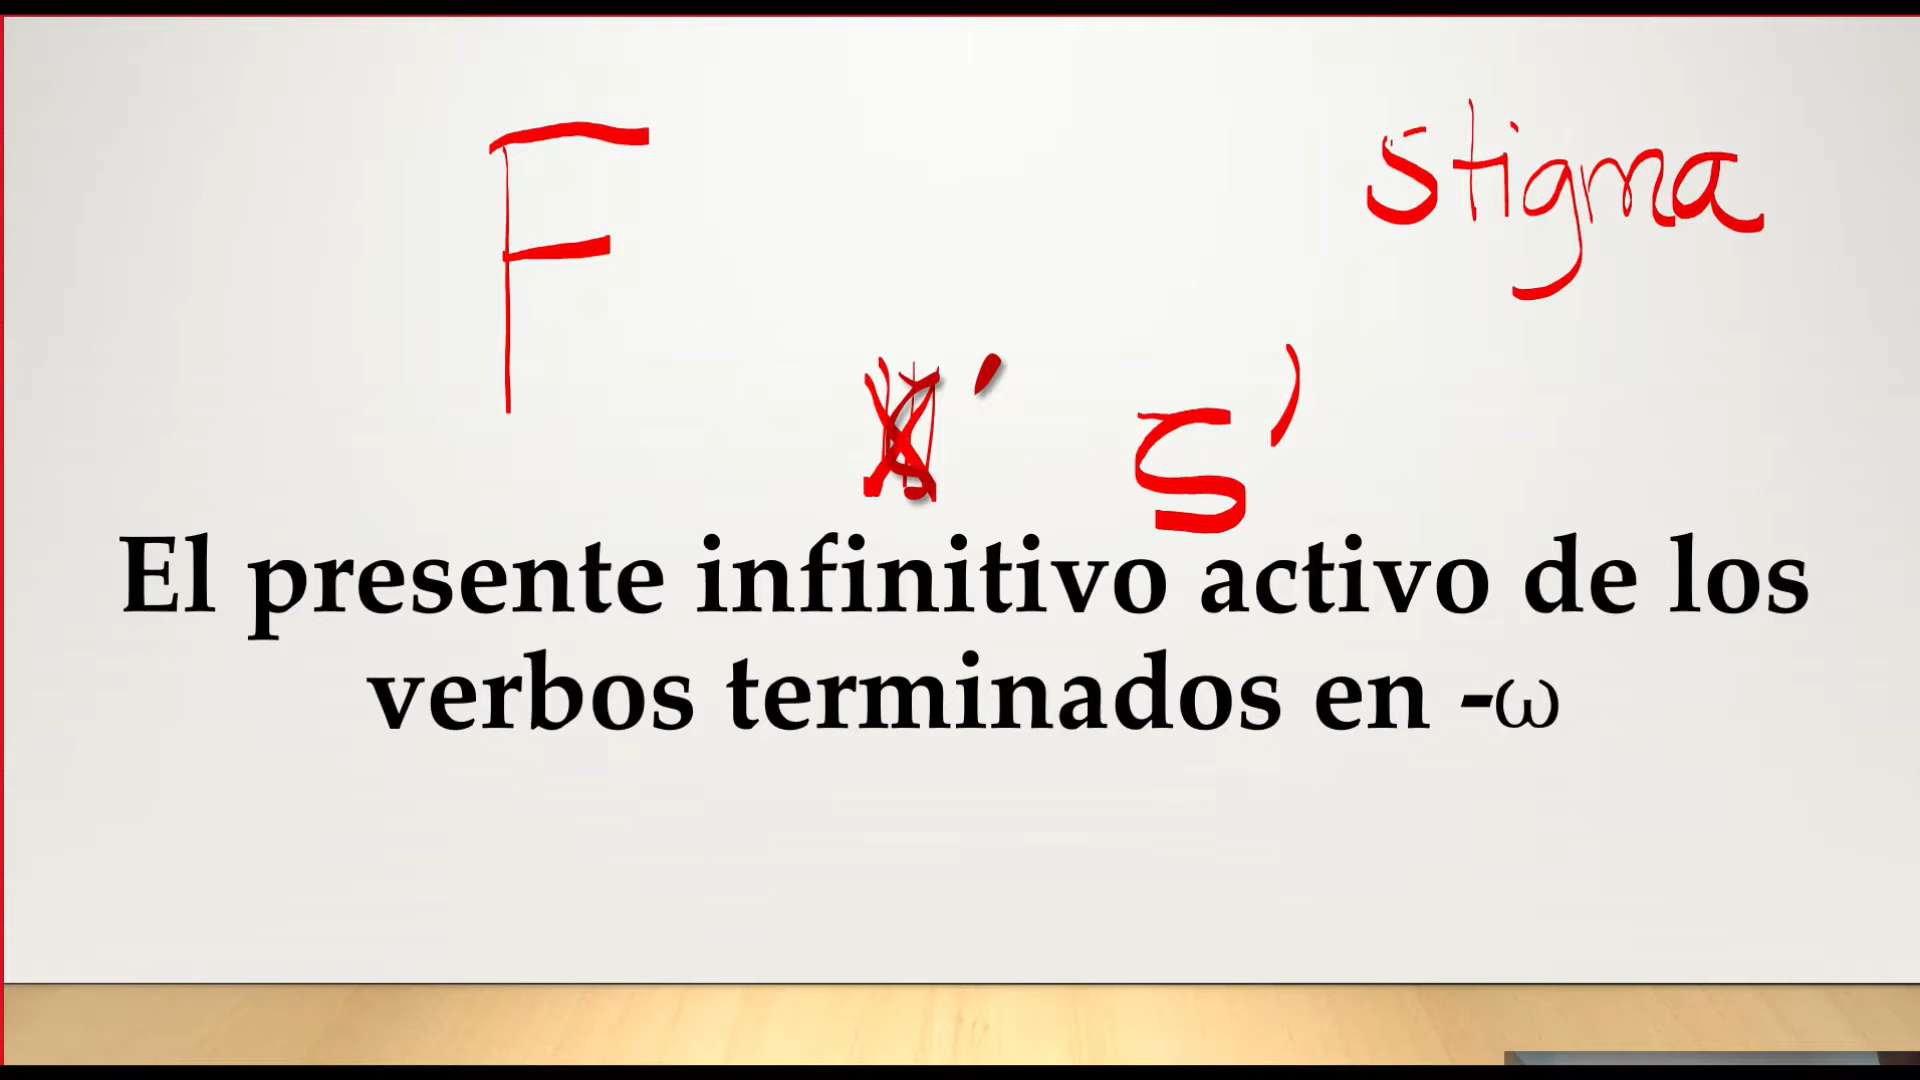 F
stigma
ς′
El presente infinitivo activo de los
verbos terminados en -ω